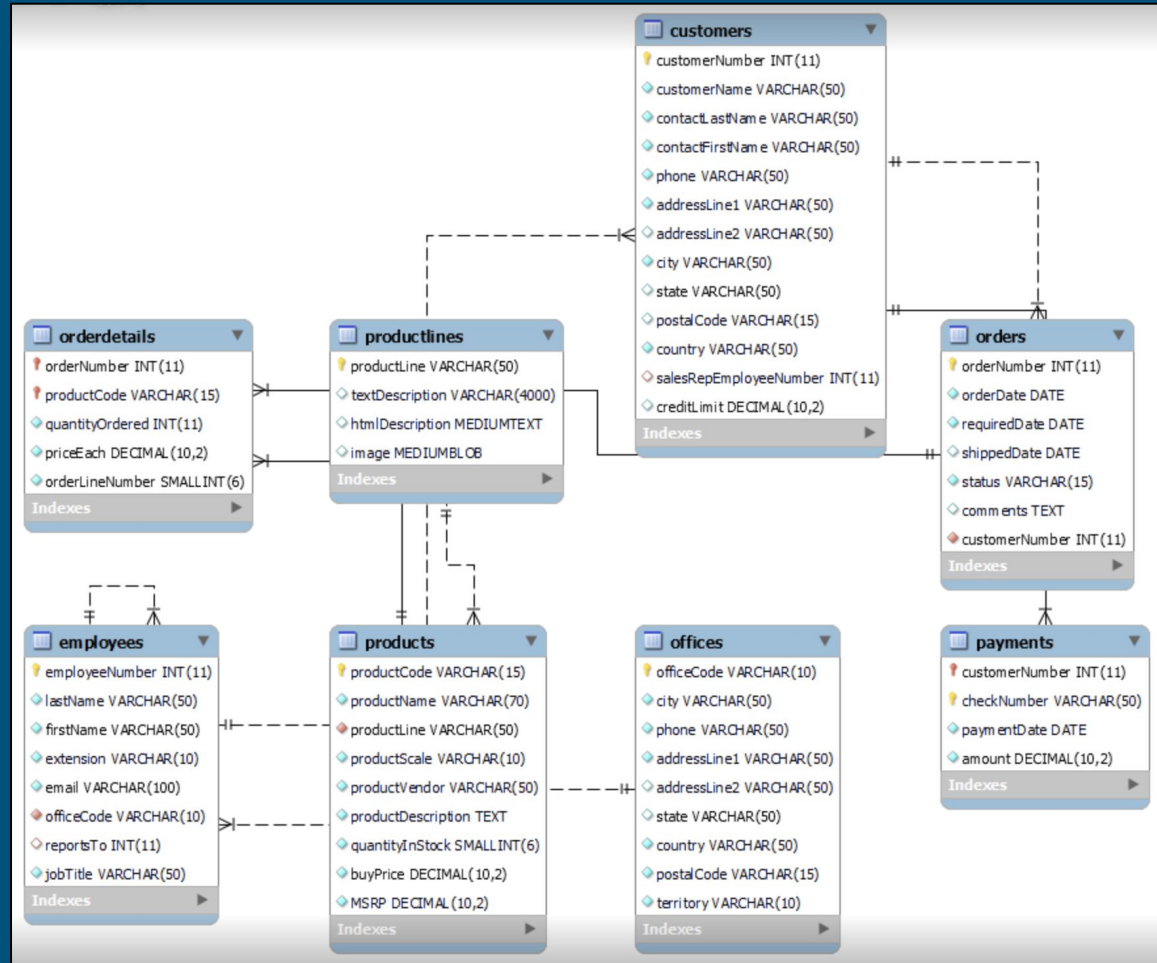 customers
customerNumber INT(11)
customerName VARCHAR(50)
contactLastName VARCHAR(50)
contactFirstName VARCHAR(50)
phone VARCHAR(50)
addressLine1 VARCHAR(50)
addressLine2 VARCHAR(50)
city VARCHAR(50)
state VARCHAR(50)
postalCode VARCHAR(15)
country VARCHAR(50)
salesRepEmployeeNumber INT(11)
creditLimit DECIMAL(10,2)
Indexes
orderdetails
orderNumber INT(11)
productCode VARCHAR(15)
quantityOrdered INT(11)
priceEach DECIMAL(10,2)
orderLineNumber SMALLINT(6)
Indexes
productlines
productLine VARCHAR(50)
textDescription VARCHAR(4000)
htmlDescription MEDIUMTEXT
image MEDIUMBLOB
Indexes
orders
orderNumber INT(11)
orderDate DATE
requiredDate DATE
shippedDate DATE
status VARCHAR(15)
comments TEXT
customerNumber INT(11)
Indexes
employees
employeeNumber INT(11)
lastName VARCHAR(50)
firstName VARCHAR(50)
extension VARCHAR(10)
email VARCHAR(100)
officeCode VARCHAR(10)
reportsTo INT(11)
jobTitle VARCHAR(50)
Indexes
products
productCode VARCHAR(15)
productName VARCHAR(70)
productLine VARCHAR(50)
productScale VARCHAR(10)
productVendor VARCHAR(50)
productDescription TEXT
quantityInStock SMALLINT(6)
buyPrice DECIMAL(10,2)
MSRP DECIMAL(10,2)
Indexes
offices
officeCode VARCHAR(10)
city VARCHAR(50)
phone VARCHAR(50)
addressLine1 VARCHAR(50)
addressLine2 VARCHAR(50)
state VARCHAR(50)
country VARCHAR(50)
postalCode VARCHAR(15)
territory VARCHAR(10)
Indexes
payments
customerNumber INT(11)
checkNumber VARCHAR(50)
paymentDate DATE
amount DECIMAL(10,2)
Indexes